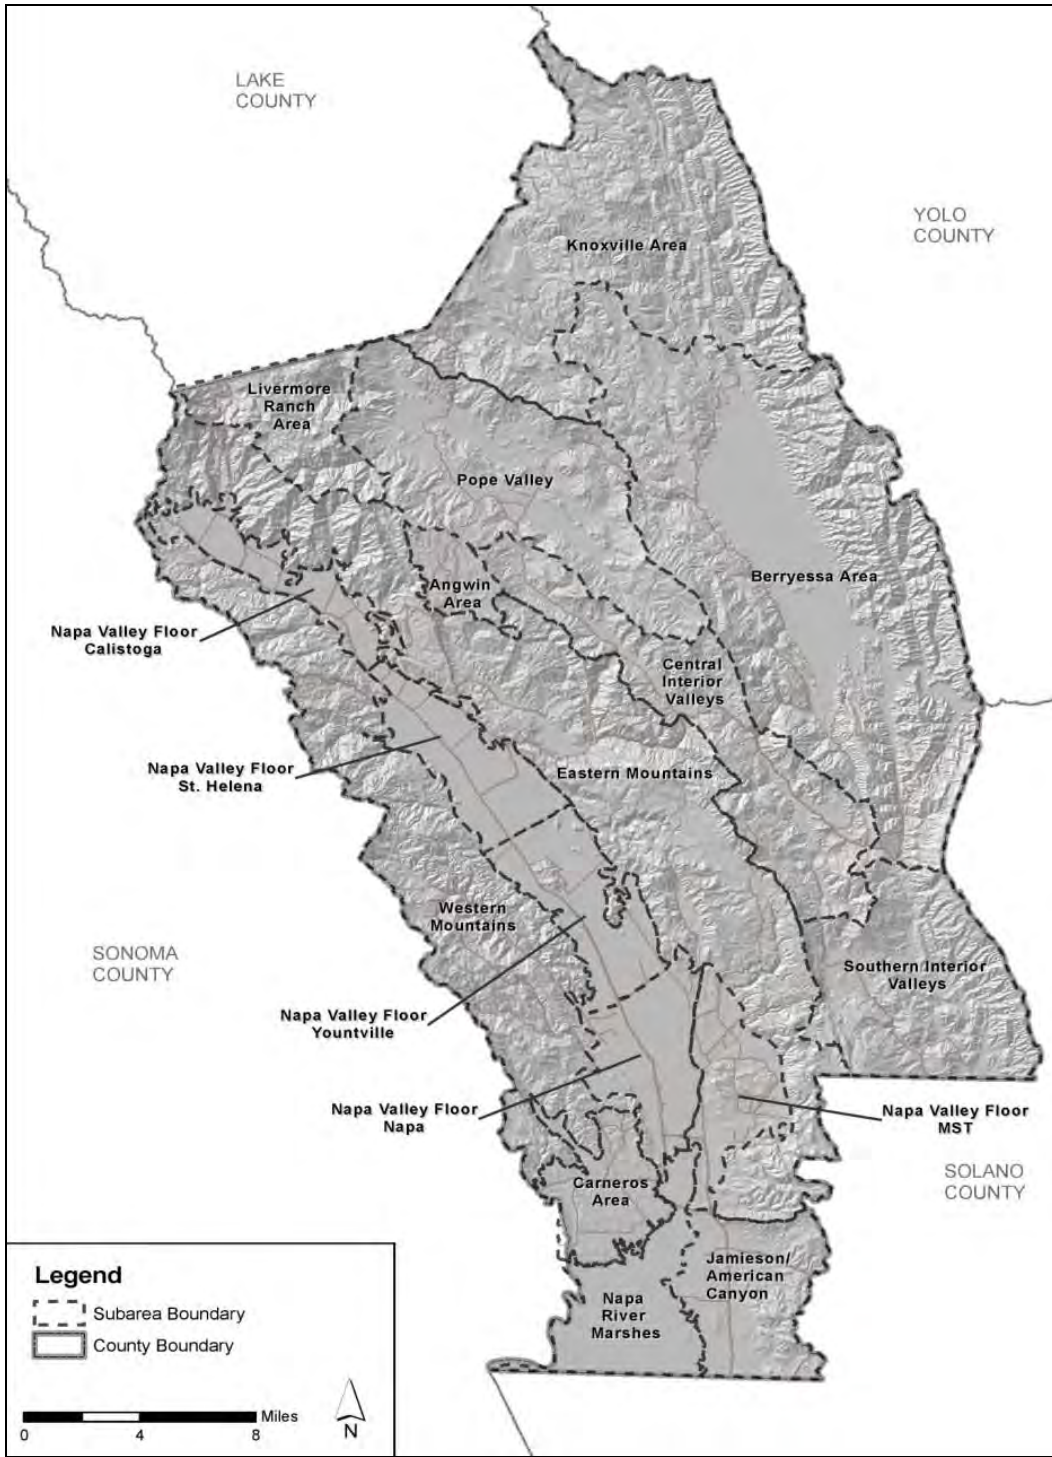 LAKE
COUNTY
YOLO
COUNTY
Knoxville Area
Livermore
Ranch
Area
Pope Valley
Berryessa Area
Angwin
Area
Napa Valley Floor
Calistoga
Central
Interior
Valleys
Napa Valley Floor
St. Helena
Eastern Mountains
Western
Mountains
SONOMA
COUNTY
Southern Interior
Valleys
Napa Valley Floor
Yountville
Napa Valley Floor
Napa
Napa Valley Floor
MST
SOLANO
COUNTY
Carneros
Area
Jamieson/
American
Canyon
Napa
River
Marshes
Legend
Subarea Boundary
County Boundary
Miles
0 4 8
N